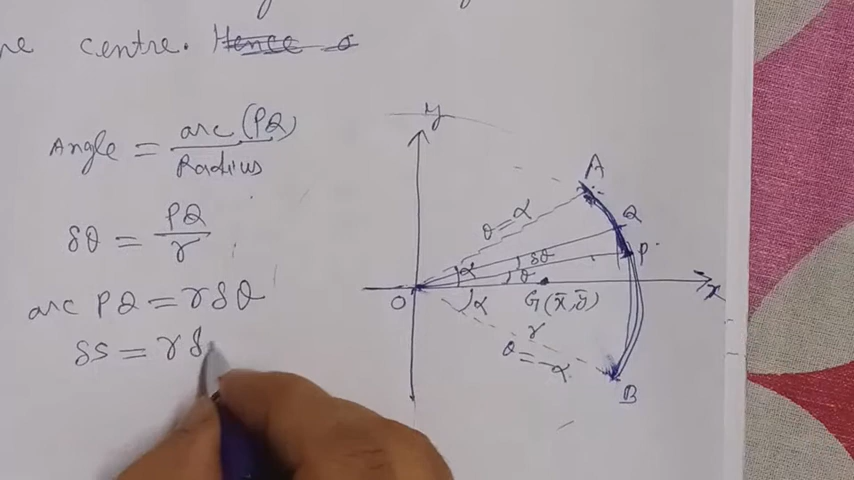 centre. Hence
Angle = arc (PQ) / Radius
δθ = PQ / r
arc PQ = r δθ
δs = r δ
y
A
θ = α
Q
δθ
P
α
θ
O
α
G(x̄, ȳ)
x
r
θ = -α
B